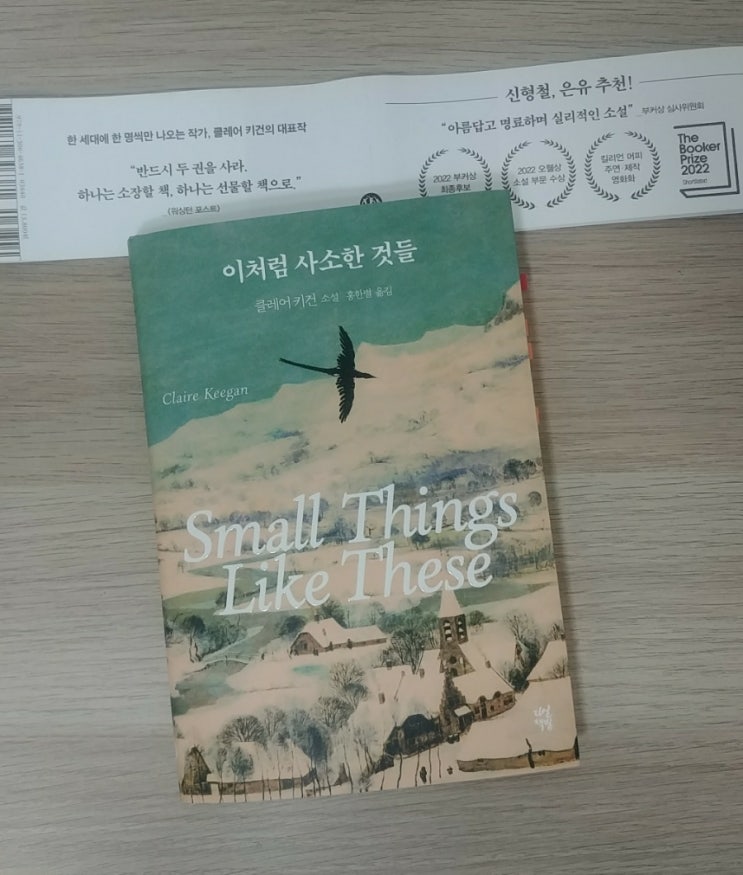 한 세대에 한 명씩만 나오는 작가, 클레어 키건의 대표작
“반드시 두 권을 사라.
하나는 소장할 책, 하나는 선물할 책으로.”
〈워싱턴 포스트〉
신형철, 은유 추천!
“아름답고 명료하며 실리적인 소설” _부커상 심사위원회
2022 부커상
최종후보
2022 오웰상
소설 부문 수상
킬리언 머피
주연·제작
영화화
The
Booker
Prize
2022
Shortlisted
이처럼 사소한 것들
클레어 키건 소설 홍한별 옮김
Claire Keegan
Small Things
Like These
다산
책방